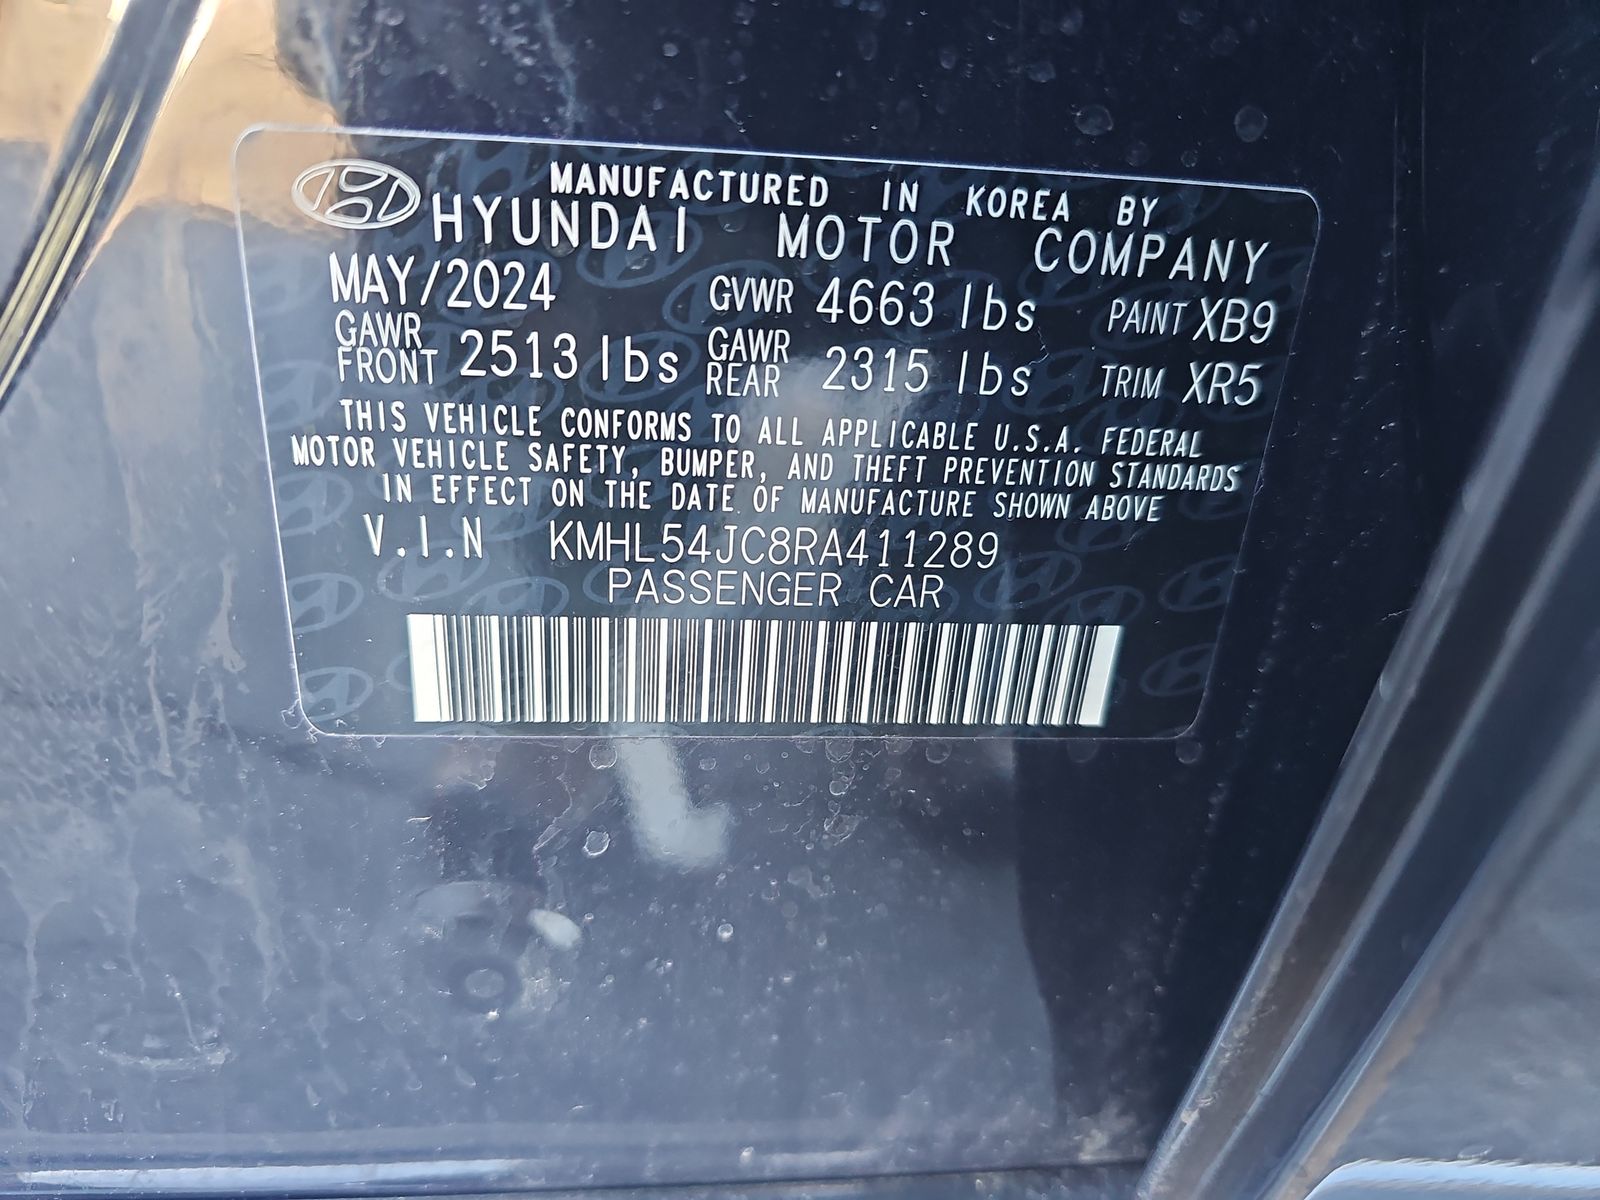 MANUFACTURED IN KOREA BY
HYUNDAI MOTOR COMPANY
MAY/2024 GVWR 4663 lbs PAINT XB9
GAWR FRONT 2513 lbs GAWR REAR 2315 lbs TRIM XR5
THIS VEHICLE CONFORMS TO ALL APPLICABLE U.S.A. FEDERAL
MOTOR VEHICLE SAFETY, BUMPER, AND THEFT PREVENTION STANDARDS
IN EFFECT ON THE DATE OF MANUFACTURE SHOWN ABOVE
V.I.N KMHL54JC8RA411289
PASSENGER CAR